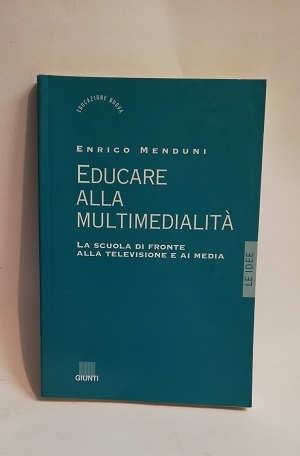 EDUCAZIONE NUOVA
ENRICO MENDUNI
EDUCARE
ALLA
MULTIMEDIALITÀ
LA SCUOLA DI FRONTE
ALLA TELEVISIONE E AI MEDIA
LE IDEE
GIUNTI